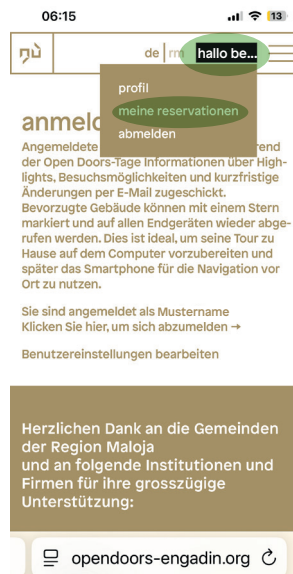 06:15
13
de | rm hallo be...
profil
meine reservationen
abmelden
Angemeldete
der Open Doors-Tage Informationen über High-
lights, Besuchsmöglichkeiten und kurzfristige
Änderungen per E-Mail zugeschickt.
Bevorzugte Gebäude können mit einem Stern
markiert und auf allen Endgeräten wieder abge-
rufen werden. Dies ist ideal, um seine Tour zu
Hause auf dem Computer vorzubereiten und
später das Smartphone für die Navigation vor
Ort zu nutzen.
Sie sind angemeldet als Mustername
Klicken Sie hier, um sich abzumelden →
Benutzereinstellungen bearbeiten
Herzlichen Dank an die Gemeinden
der Region Maloja
und an folgende Institutionen und
Firmen für ihre grosszügige
Unterstützung:
opendoors-engadin.org